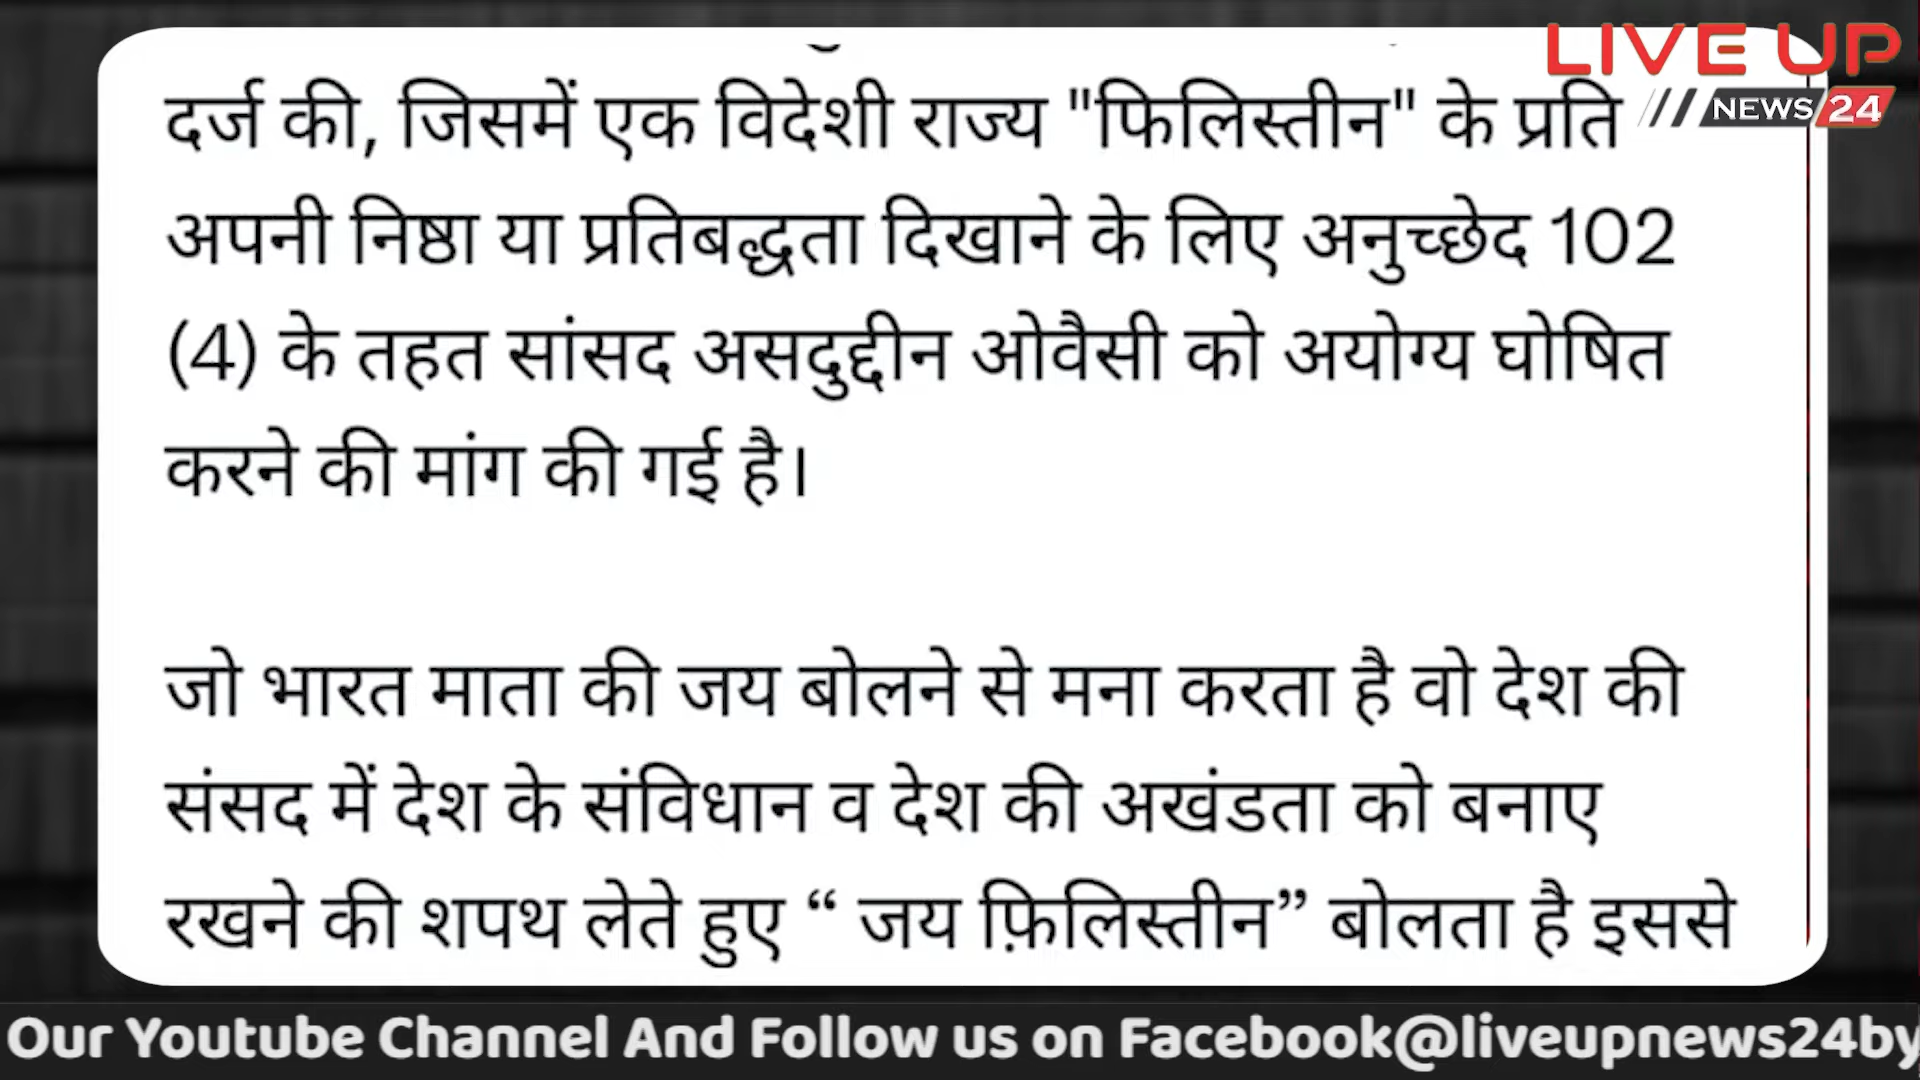 LIVE UP
NEWS 24
दर्ज की, जिसमें एक विदेशी राज्य "फिलिस्तीन" के प्रति
अपनी निष्ठा या प्रतिबद्धता दिखाने के लिए अनुच्छेद 102
(4) के तहत सांसद असदुद्दीन ओवैसी को अयोग्य घोषित
करने की मांग की गई है।
जो भारत माता की जय बोलने से मना करता है वो देश की
संसद में देश के संविधान व देश की अखंडता को बनाए
रखने की शपथ लेते हुए “ जय फ़िलिस्तीन” बोलता है इससे
Our Youtube Channel And Follow us on Facebook@liveupnews24by